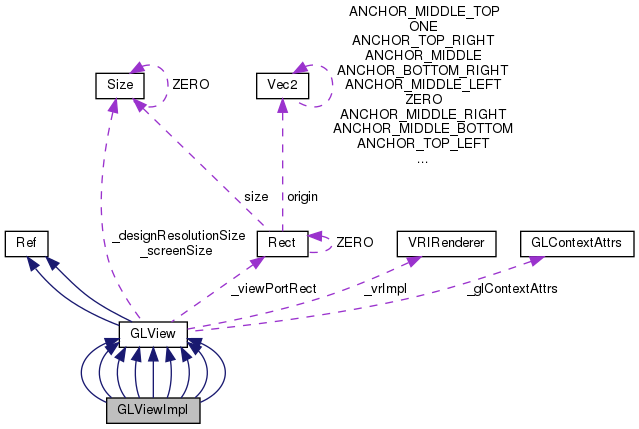 ANCHOR_MIDDLE_TOP
ONE
ANCHOR_TOP_RIGHT
ANCHOR_MIDDLE
ANCHOR_BOTTOM_RIGHT
ANCHOR_MIDDLE_LEFT
ZERO
ANCHOR_MIDDLE_RIGHT
ANCHOR_MIDDLE_BOTTOM
ANCHOR_TOP_LEFT
...
Size
ZERO
Vec2
size
origin
Ref
_designResolutionSize
_screenSize
Rect
ZERO
VRIRenderer
GLContextAttrs
_viewPortRect
_vrImpl
_glContextAttrs
GLView
GLViewImpl